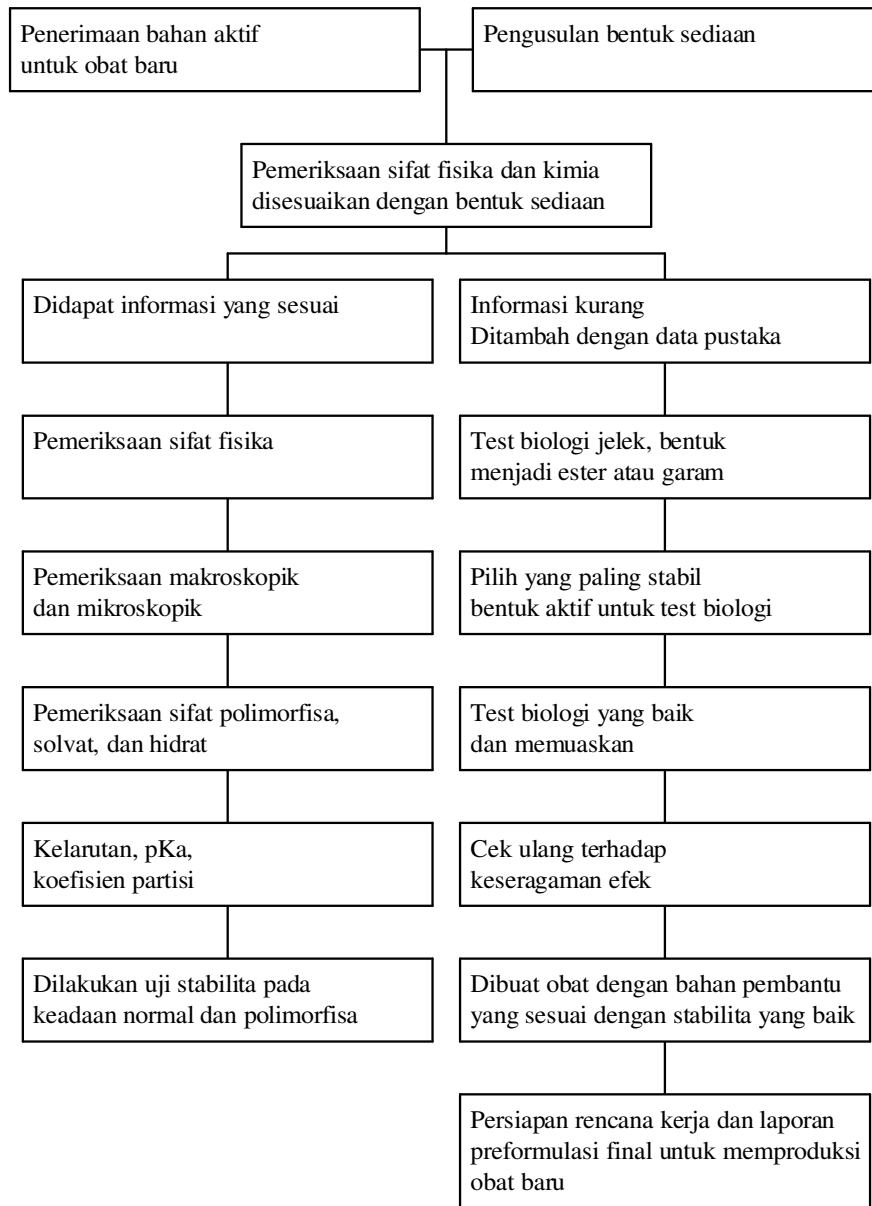 Penerimaan bahan aktif
untuk obat baru
Pengusulan bentuk sediaan
Pemeriksaan sifat fisika dan kimia
disesuaikan dengan bentuk sediaan
Didapat informasi yang sesuai
Pemeriksaan sifat fisika
Pemeriksaan makroskopik
dan mikroskopik
Pemeriksaan sifat polimorfisa,
solvat, dan hidrat
Kelarutan, pKa,
koefisien partisi
Dilakukan uji stabilita pada
keadaan normal dan polimorfisa
Informasi kurang
Ditambah dengan data pustaka
Test biologi jelek, bentuk
menjadi ester atau garam
Pilih yang paling stabil
bentuk aktif untuk test biologi
Test biologi yang baik
dan memuaskan
Cek ulang terhadap
keseragaman efek
Dibuat obat dengan bahan pembantu
yang sesuai dengan stabilita yang baik
Persiapan rencana kerja dan laporan
preformulasi final untuk memproduksi
obat baru